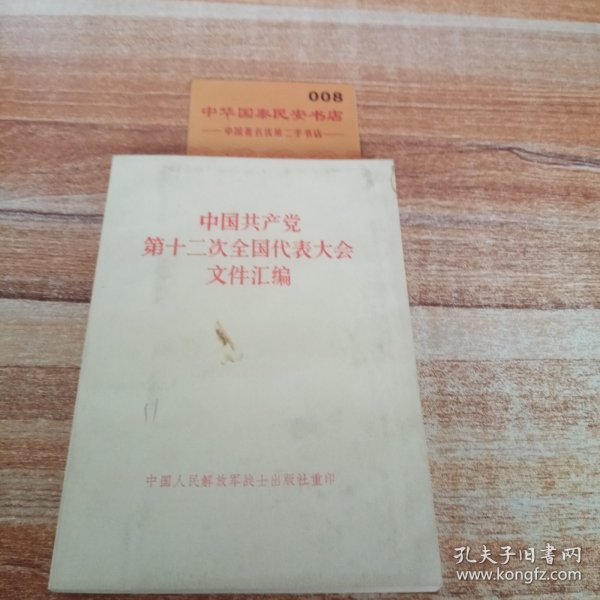 008
中华国泰民安书店
中国著名优质二手书店
中国共产党
第十二次全国代表大会
文件汇编
中国人民解放军战士出版社重印
孔夫子旧书网
www.kongfz.com